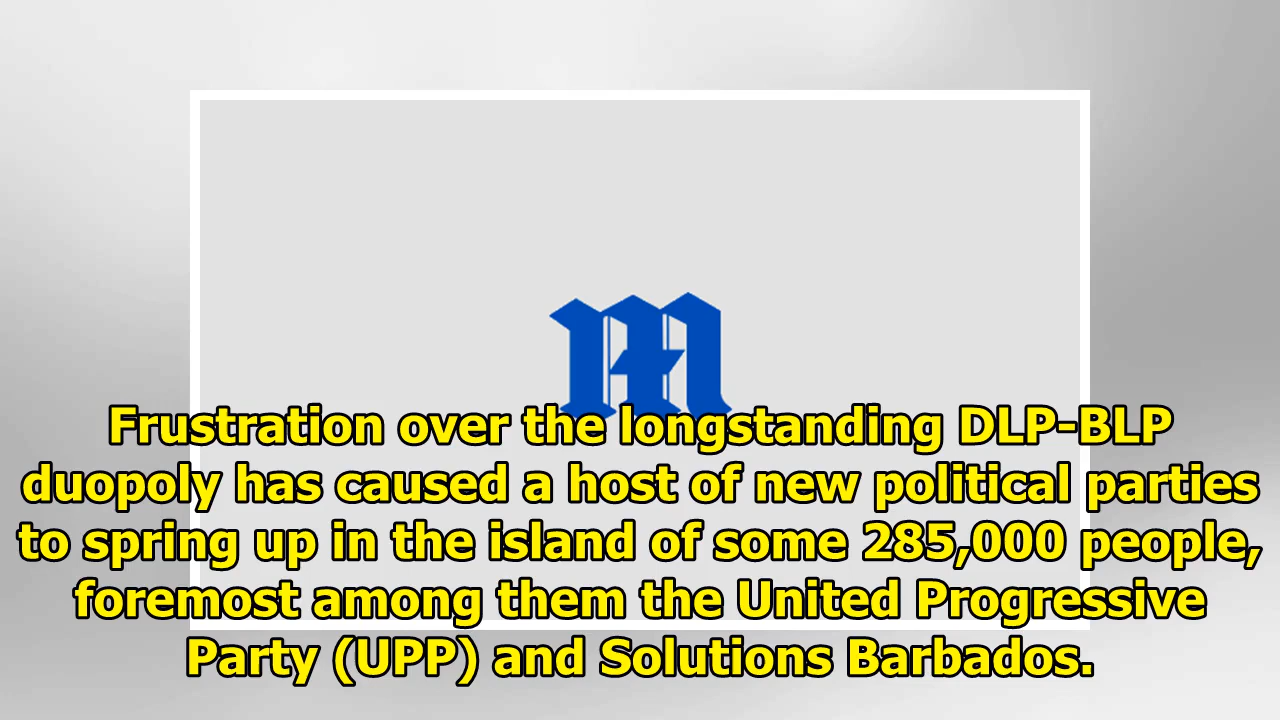 m
Frustration over the longstanding DLP-BLP
duopoly has caused a host of new political parties
to spring up in the island of some 285,000 people,
foremost among them the United Progressive
Party (UPP) and Solutions Barbados.